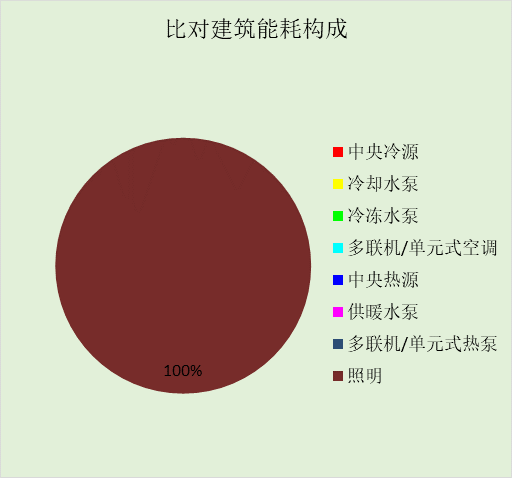 比对建筑能耗构成
中央冷源
冷却水泵
冷冻水泵
多联机/单元式空调
中央热源
供暖水泵
多联机/单元式热泵
照明
100%